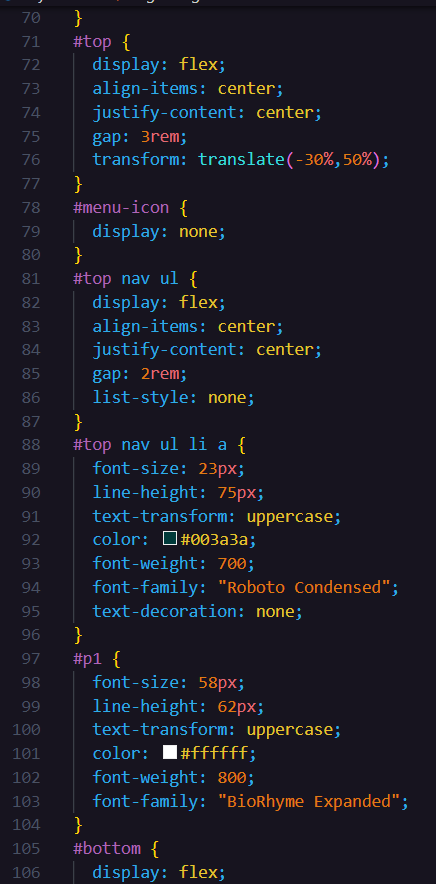 70 }
71 #top {
72 display: flex;
73 align-items: center;
74 justify-content: center;
75 gap: 3rem;
76 transform: translate(-30%,50%);
77 }
78 #menu-icon {
79 display: none;
80 }
81 #top nav ul {
82 display: flex;
83 align-items: center;
84 justify-content: center;
85 gap: 2rem;
86 list-style: none;
87 }
88 #top nav ul li a {
89 font-size: 23px;
90 line-height: 75px;
91 text-transform: uppercase;
92 color: #003a3a;
93 font-weight: 700;
94 font-family: "Roboto Condensed";
95 text-decoration: none;
96 }
97 #p1 {
98 font-size: 58px;
99 line-height: 62px;
100 text-transform: uppercase;
101 color: #ffffff;
102 font-weight: 800;
103 font-family: "BioRhyme Expanded";
104 }
105 #bottom {
106 display: flex;